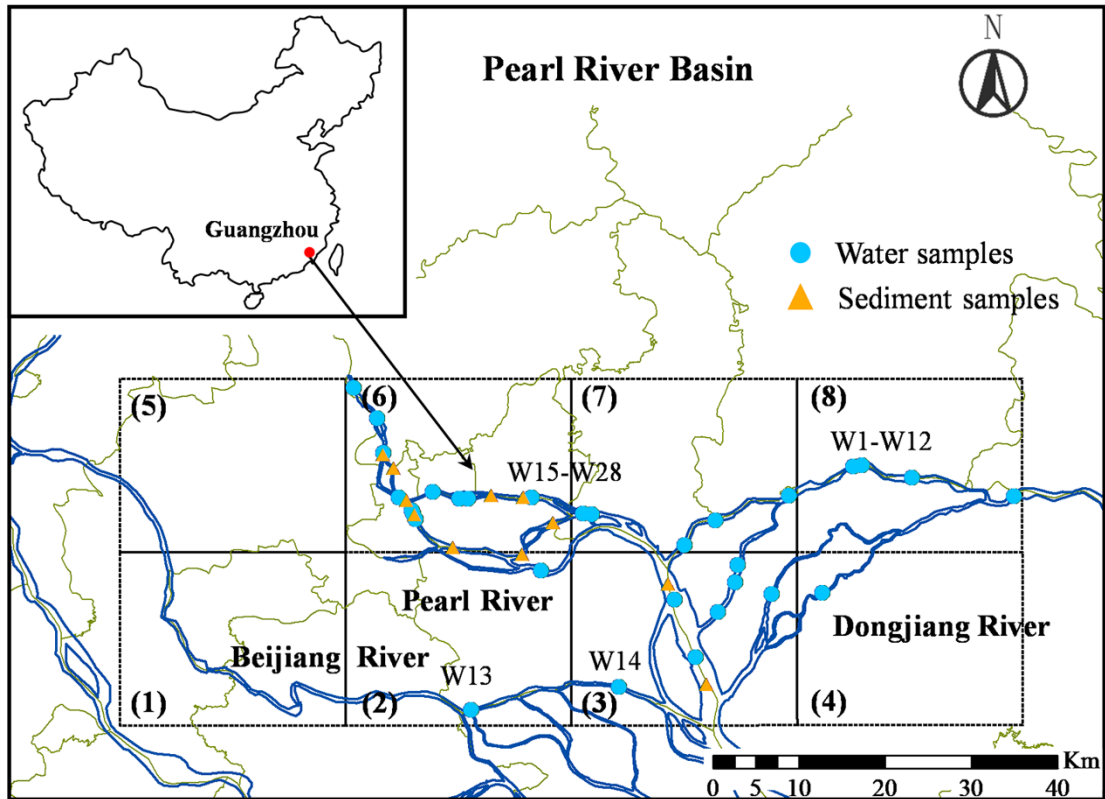 Pearl River Basin
N
Guangzhou
Water samples
Sediment samples
(5)
(6)
(7)
(8)
W1-W12
W15-W28
Pearl River
Beijiang River
Dongjiang River
W13
W14
(1)
(2)
(3)
(4)
Km
0 5 10 20 30 40